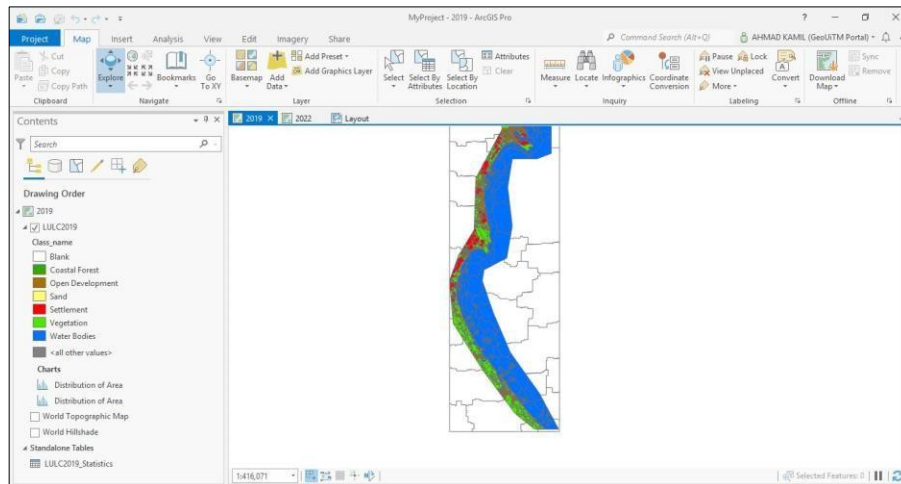 MyProject - 2019 - ArcGIS Pro
? - X
Project Map Insert Analysis View Edit Imagery Share
Command Search (Alt+Q)
AHMAD KAMIL (GeoUiTM Portal)
Paste
Cut
Copy
Copy Path
Clipboard
Explore
Bookmarks
Go To XY
Navigate
Basemap
Add Data
Add Preset
Add Graphics Layer
Layer
Select
Select By Attributes
Select By Location
Attributes
Clear
Selection
Measure
Locate
Infographics
Coordinate Conversion
Inquiry
Pause
Lock
View Unplaced
More
Convert
Labeling
Download Map
Sync
Remove
Offline
Contents
Search
Drawing Order
2019
LULC2019
Class_name
Blank
Coastal Forest
Open Development
Sand
Settlement
Vegetation
Water Bodies
<all other values>
Charts
Distribution of Area
Distribution of Area
World Topographic Map
World Hillshade
Standalone Tables
LULC2019_Statistics
2019 2022 Layout
1:416,071
Selected Features: 0